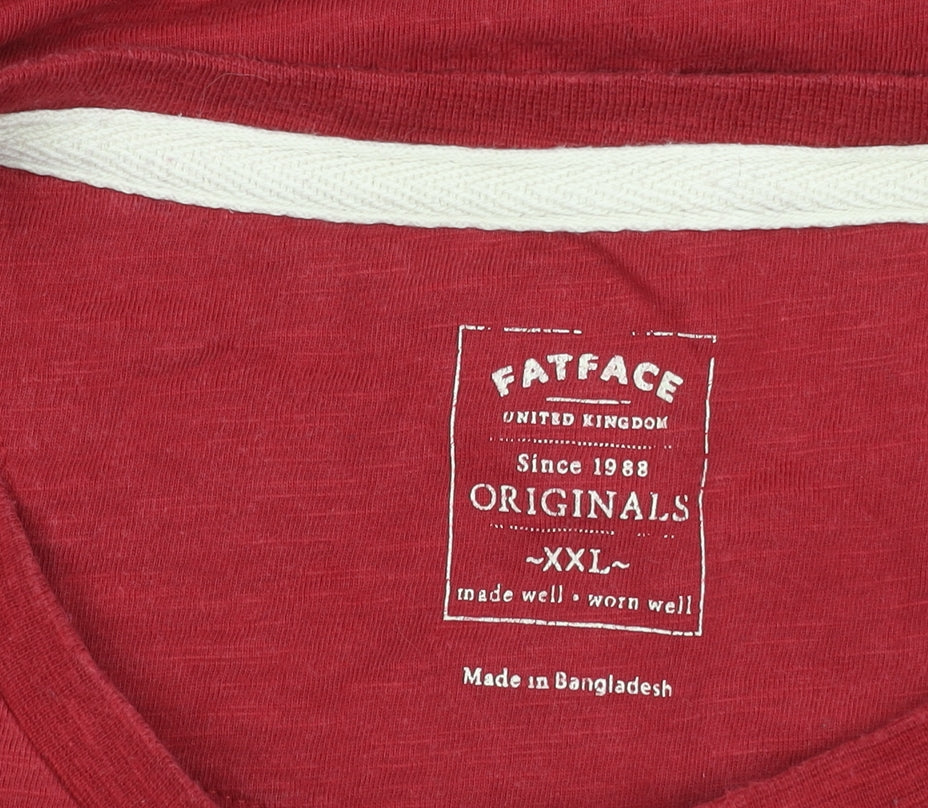 FATFACE
UNITED KINGDOM
Since 1988
ORIGINALS
~XXL~
made well • worn well
Made in Bangladesh